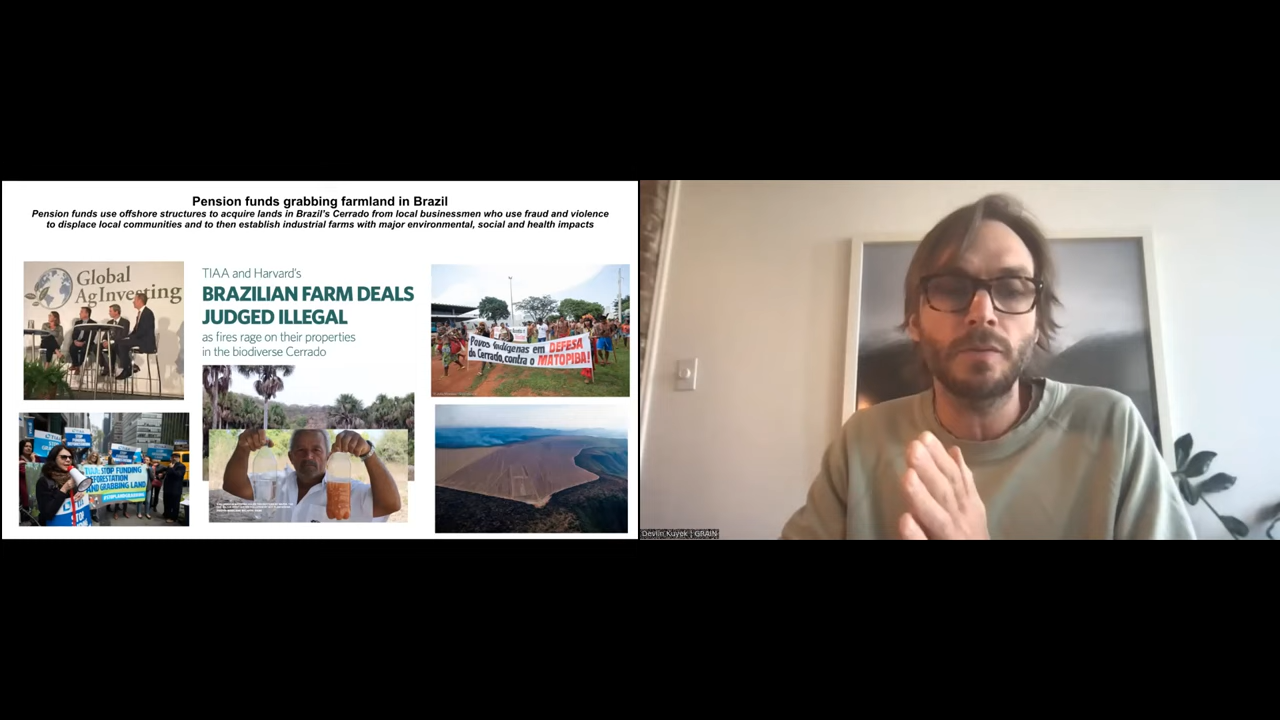 Pension funds grabbing farmland in Brazil
Pension funds use offshore structures to acquire lands in Brazil's Cerrado from local businessmen who use fraud and violence
to displace local communities and to then establish industrial farms with major environmental, social and health impacts
Global
AgInvesting
TIAA and Harvard's
BRAZILIAN FARM DEALS
JUDGED ILLEGAL
as fires rage on their properties
in the biodiverse Cerrado
Povos Indígenas em DEFESA
do Cerrado, contra o MATOPIBA!
TIAA: STOP FUNDING
DEFORESTATION
AND GRABBING LAND
STOP
Devlin Kuyek | GRAIN